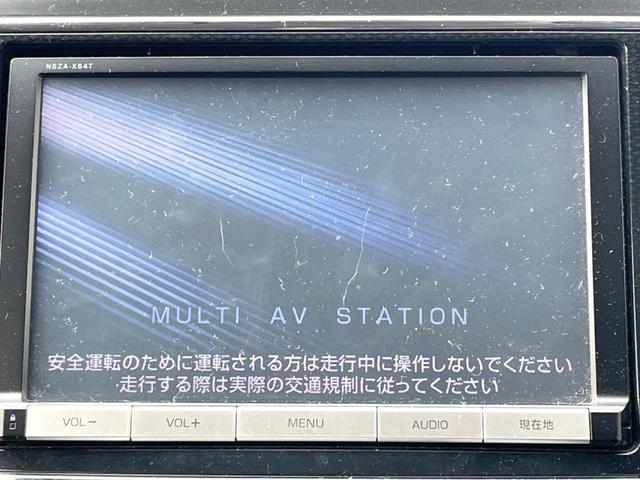 NSZA-X64T
MULTI AV STATION
安全運転のために運転される方は走行中に操作しないでください
走行する際は実際の交通規制に従ってください
VOL− VOL+ MENU AUDIO 現在地